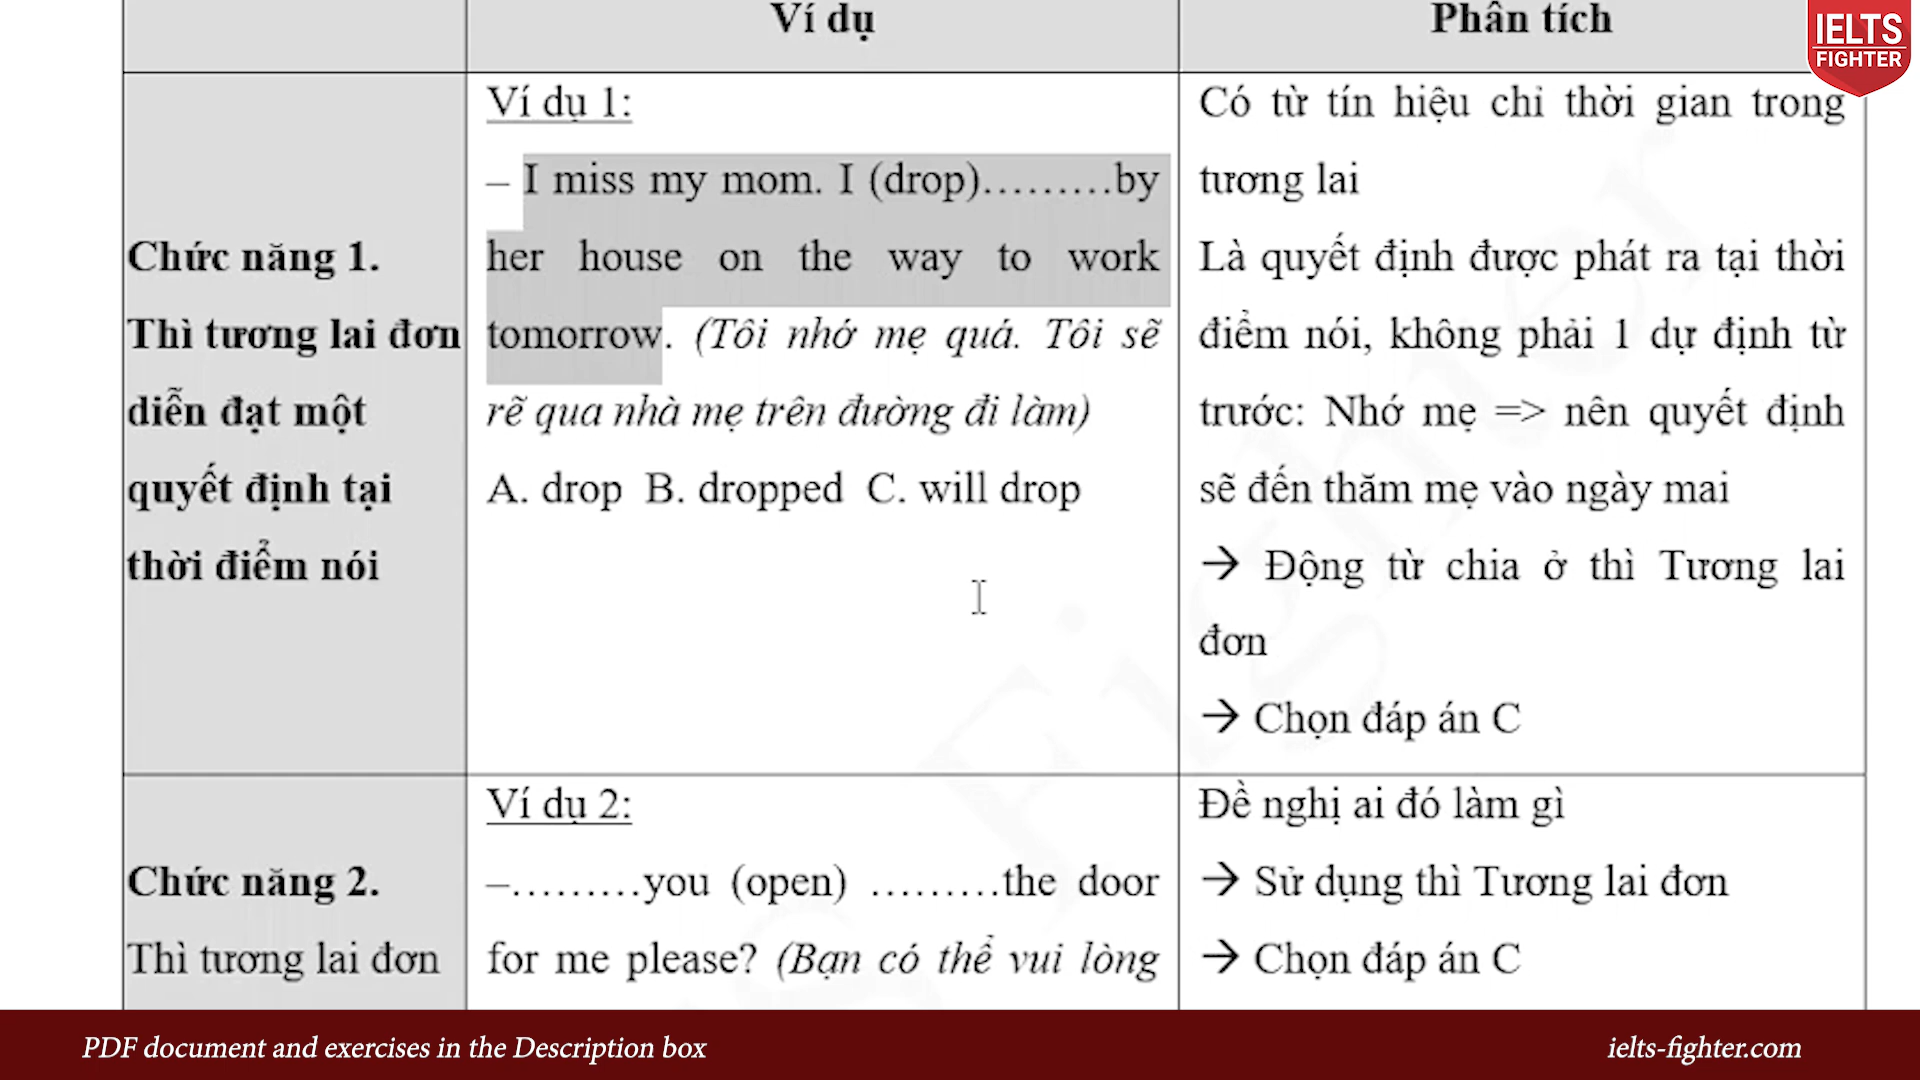 Ví dụ
Phân tích
IELTS
FIGHTER
Chức năng 1.
Thì tương lai đơn
diễn đạt một
quyết định tại
thời điểm nói
Ví dụ 1:
– I miss my mom. I (drop)………by
her house on the way to work
tomorrow. (Tôi nhớ mẹ quá. Tôi sẽ
rẽ qua nhà mẹ trên đường đi làm)
A. drop B. dropped C. will drop
Có từ tín hiệu chỉ thời gian trong
tương lai
Là quyết định được phát ra tại thời
điểm nói, không phải 1 dự định từ
trước: Nhớ mẹ => nên quyết định
sẽ đến thăm mẹ vào ngày mai
→ Động từ chia ở thì Tương lai
đơn
→ Chọn đáp án C
Chức năng 2.
Thì tương lai đơn
Ví dụ 2:
–………you (open) ………the door
for me please? (Bạn có thể vui lòng
Đề nghị ai đó làm gì
→ Sử dụng thì Tương lai đơn
→ Chọn đáp án C
PDF document and exercises in the Description box
ielts-fighter.com